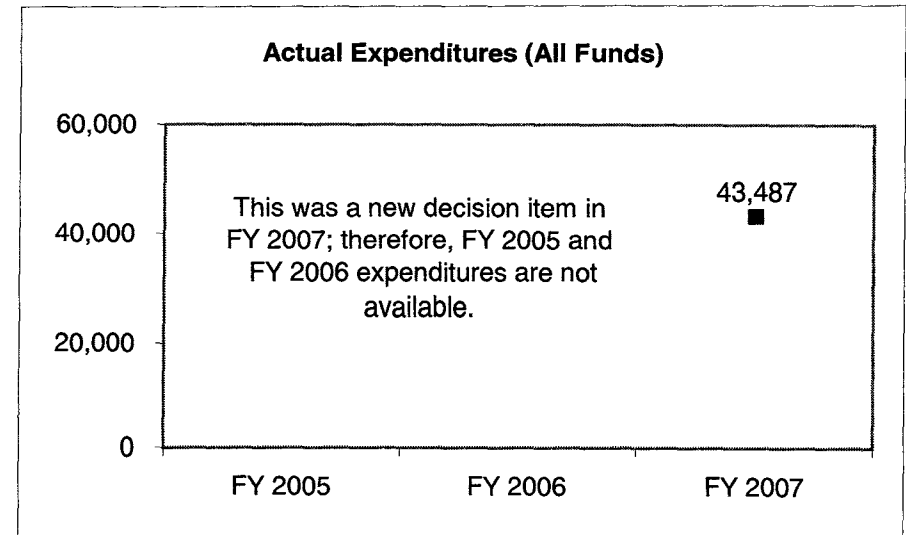 Actual Expenditures (All Funds)
60,000
43,487
This was a new decision item in
FY 2007; therefore, FY 2005 and
FY 2006 expenditures are not
available.
40,000
20,000
0
FY 2005 FY 2006 FY 2007